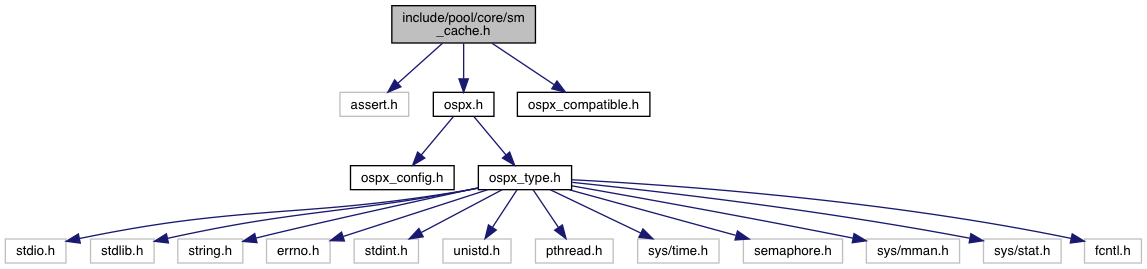 include/pool/core/sm
_cache.h
assert.h
ospx.h
ospx_compatible.h
ospx_config.h
ospx_type.h
stdio.h
stdlib.h
string.h
errno.h
stdint.h
unistd.h
pthread.h
sys/time.h
semaphore.h
sys/mman.h
sys/stat.h
fcntl.h